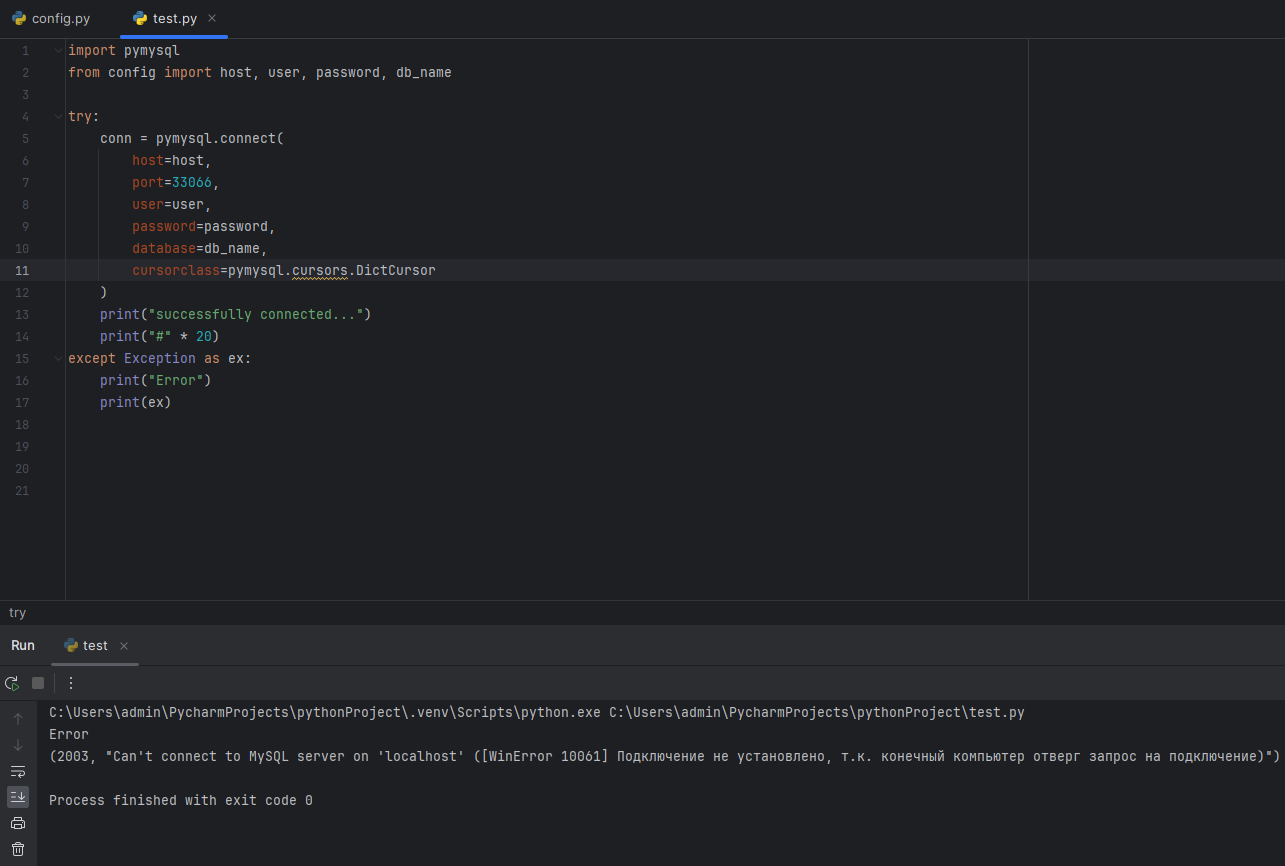 config.py test.py
1 import pymysql
2 from config import host, user, password, db_name
3
4 try:
5 conn = pymysql.connect(
6 host=host,
7 port=33066,
8 user=user,
9 password=password,
10 database=db_name,
11 cursorclass=pymysql.cursors.DictCursor
12 )
13 print("successfully connected...")
14 print("#" * 20)
15 except Exception as ex:
16 print("Error")
17 print(ex)
18
19
20
21
try
Run test
C:\Users\admin\PycharmProjects\pythonProject\.venv\Scripts\python.exe C:\Users\admin\PycharmProjects\pythonProject\test.py
Error
(2003, "Can't connect to MySQL server on 'localhost' ([WinError 10061] Подключение не установлено, т.к. конечный компьютер отверг запрос на подключение)")
Process finished with exit code 0